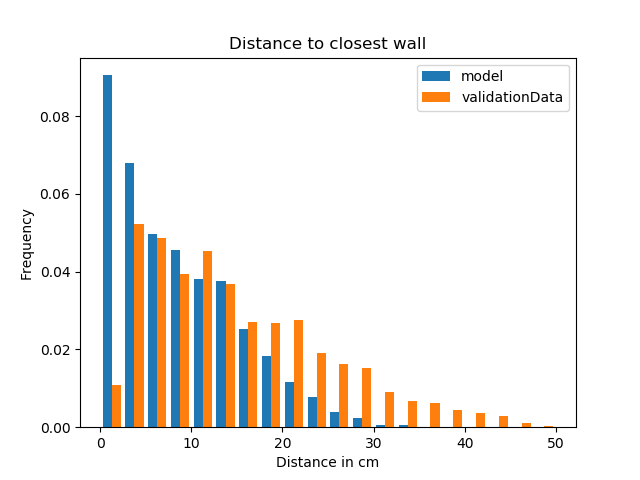 Distance to closest wall
model
validationData
Frequency
0.08
0.06
0.04
0.02
0.00
0 10 20 30 40 50
Distance in cm